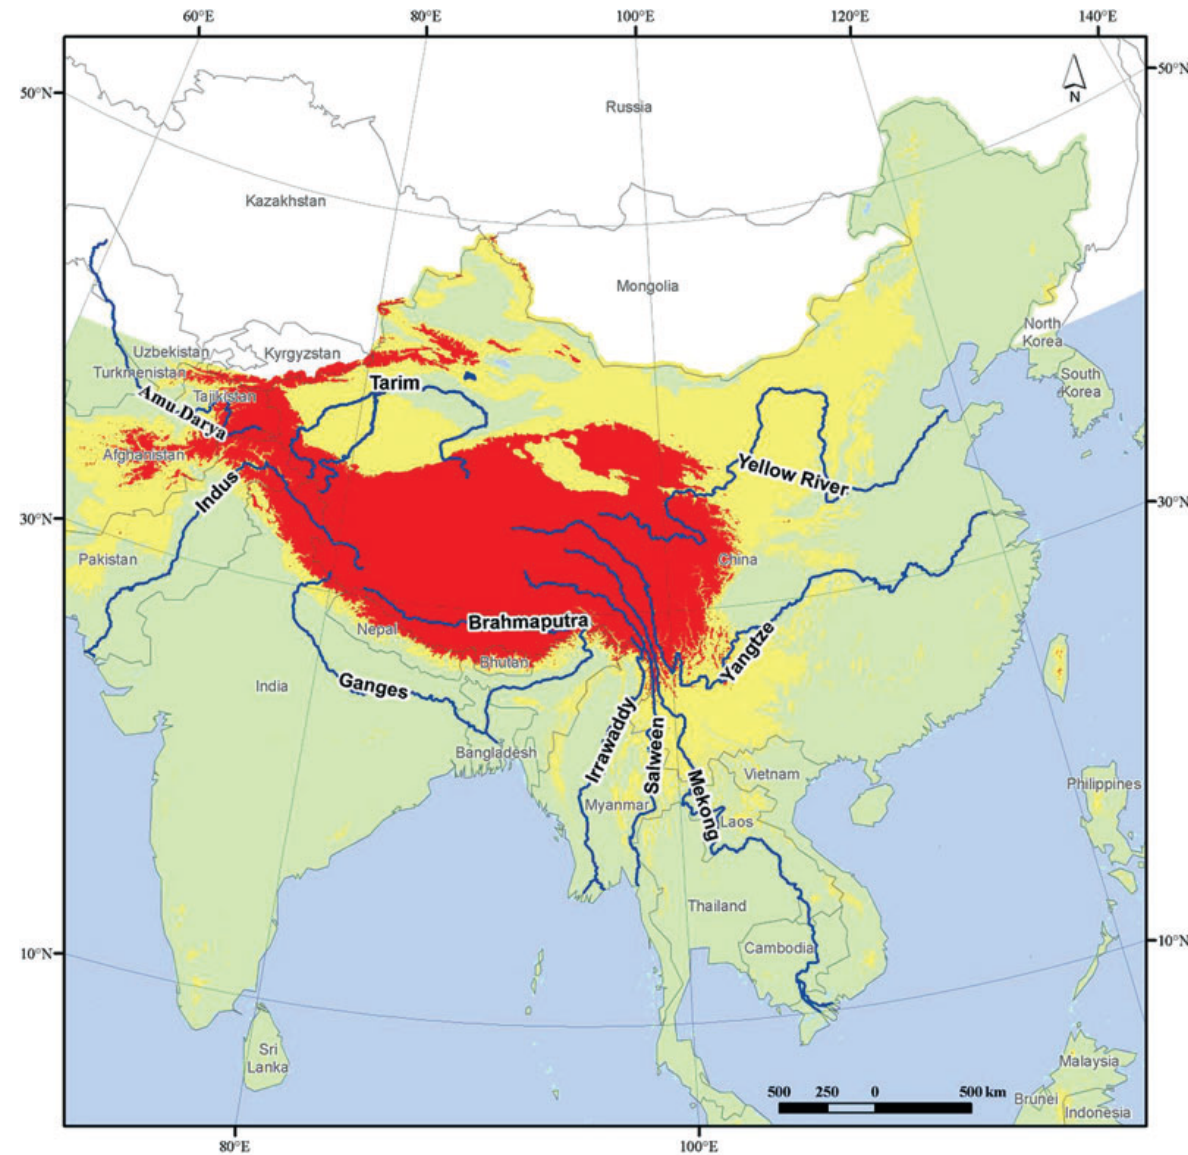 60°E
80°E
100°E
120°E
140°E
50°N
50°N
N
Russia
Kazakhstan
Mongolia
North
Korea
Uzbekistan
Kyrgyzstan
Turkmenistan
Tarim
South
Korea
Tajikistan
Amu Darya
Afghanistan
Yellow River
Indus
30°N
30°N
Pakistan
China
Brahmaputra
Nepal
Bhutan
Yangtze
India
Ganges
Irrawaddy
Salween
Bangladesh
Mekong
Vietnam
Philippines
Myanmar
Laos
Thailand
10°N
10°N
Cambodia
Sri
Lanka
Malaysia
500 250 0 500 km
Brunei
Indonesia
80°E
100°E